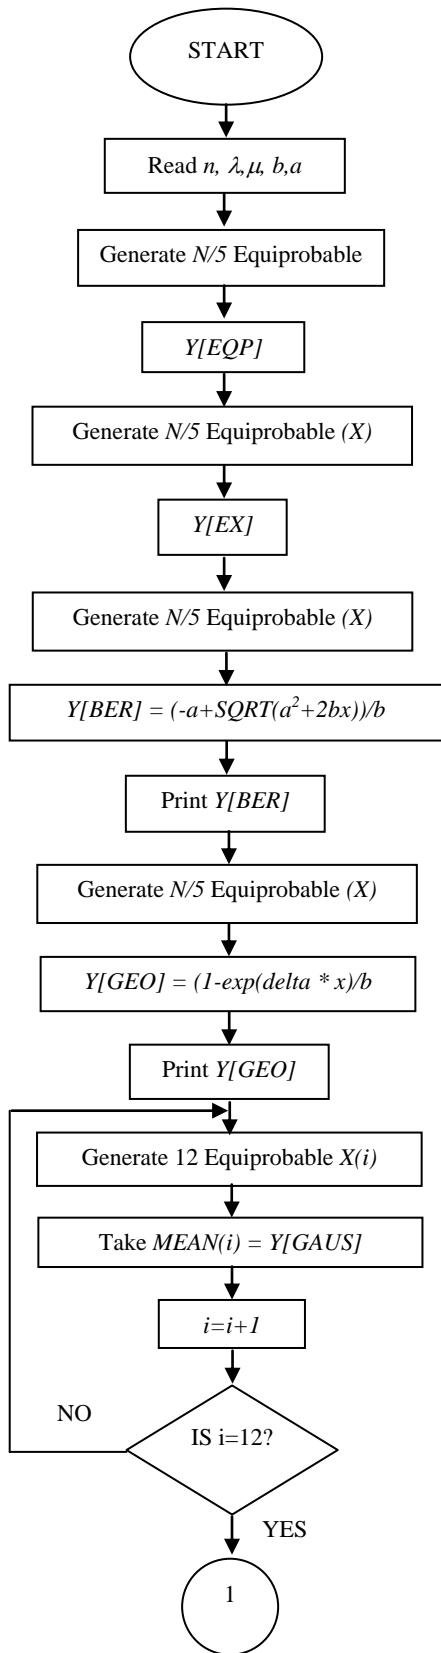 START
Read n, λ,μ, b,a
Generate N/5 Equiprobable
Y[EQP]
Generate N/5 Equiprobable (X)
Y[EX]
Generate N/5 Equiprobable (X)
Y[BER] = (-a+SQRT(a²+2bx))/b
Print Y[BER]
Generate N/5 Equiprobable (X)
Y[GEO] = (1-exp(delta * x)/b
Print Y[GEO]
Generate 12 Equiprobable X(i)
Take MEAN(i) = Y[GAUS]
i=i+1
NO
IS i=12?
YES
1